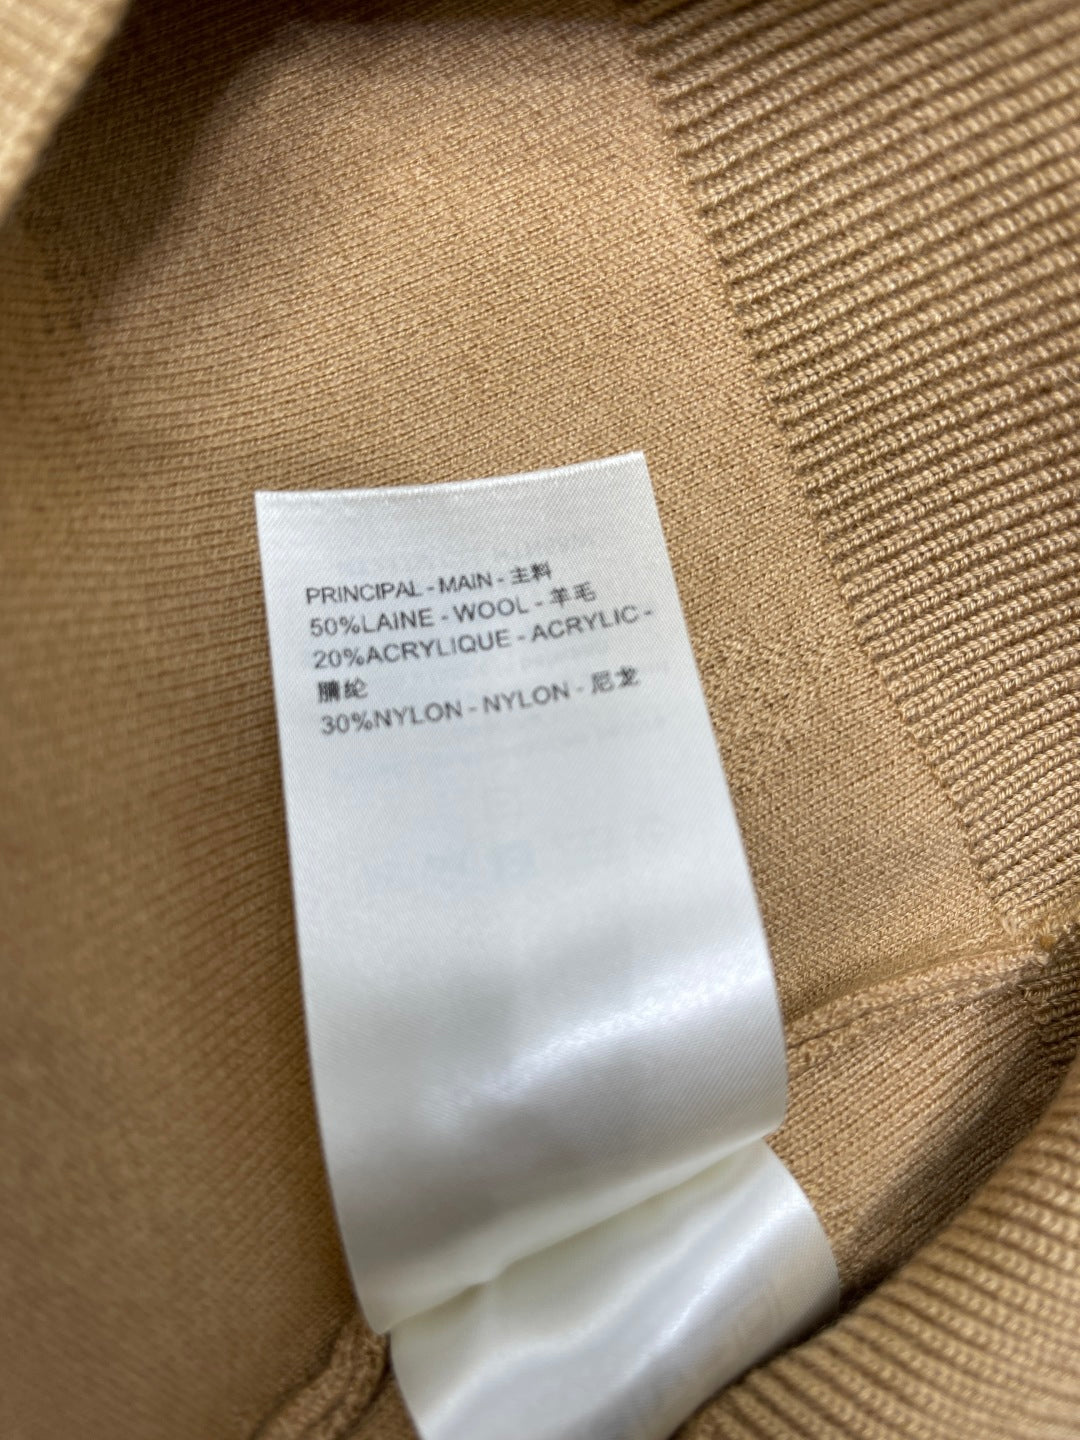 PRINCIPAL - MAIN - 主料
50%LAINE - WOOL - 羊毛
20%ACRYLIQUE - ACRYLIC -
腈纶
30%NYLON - NYLON - 尼龙